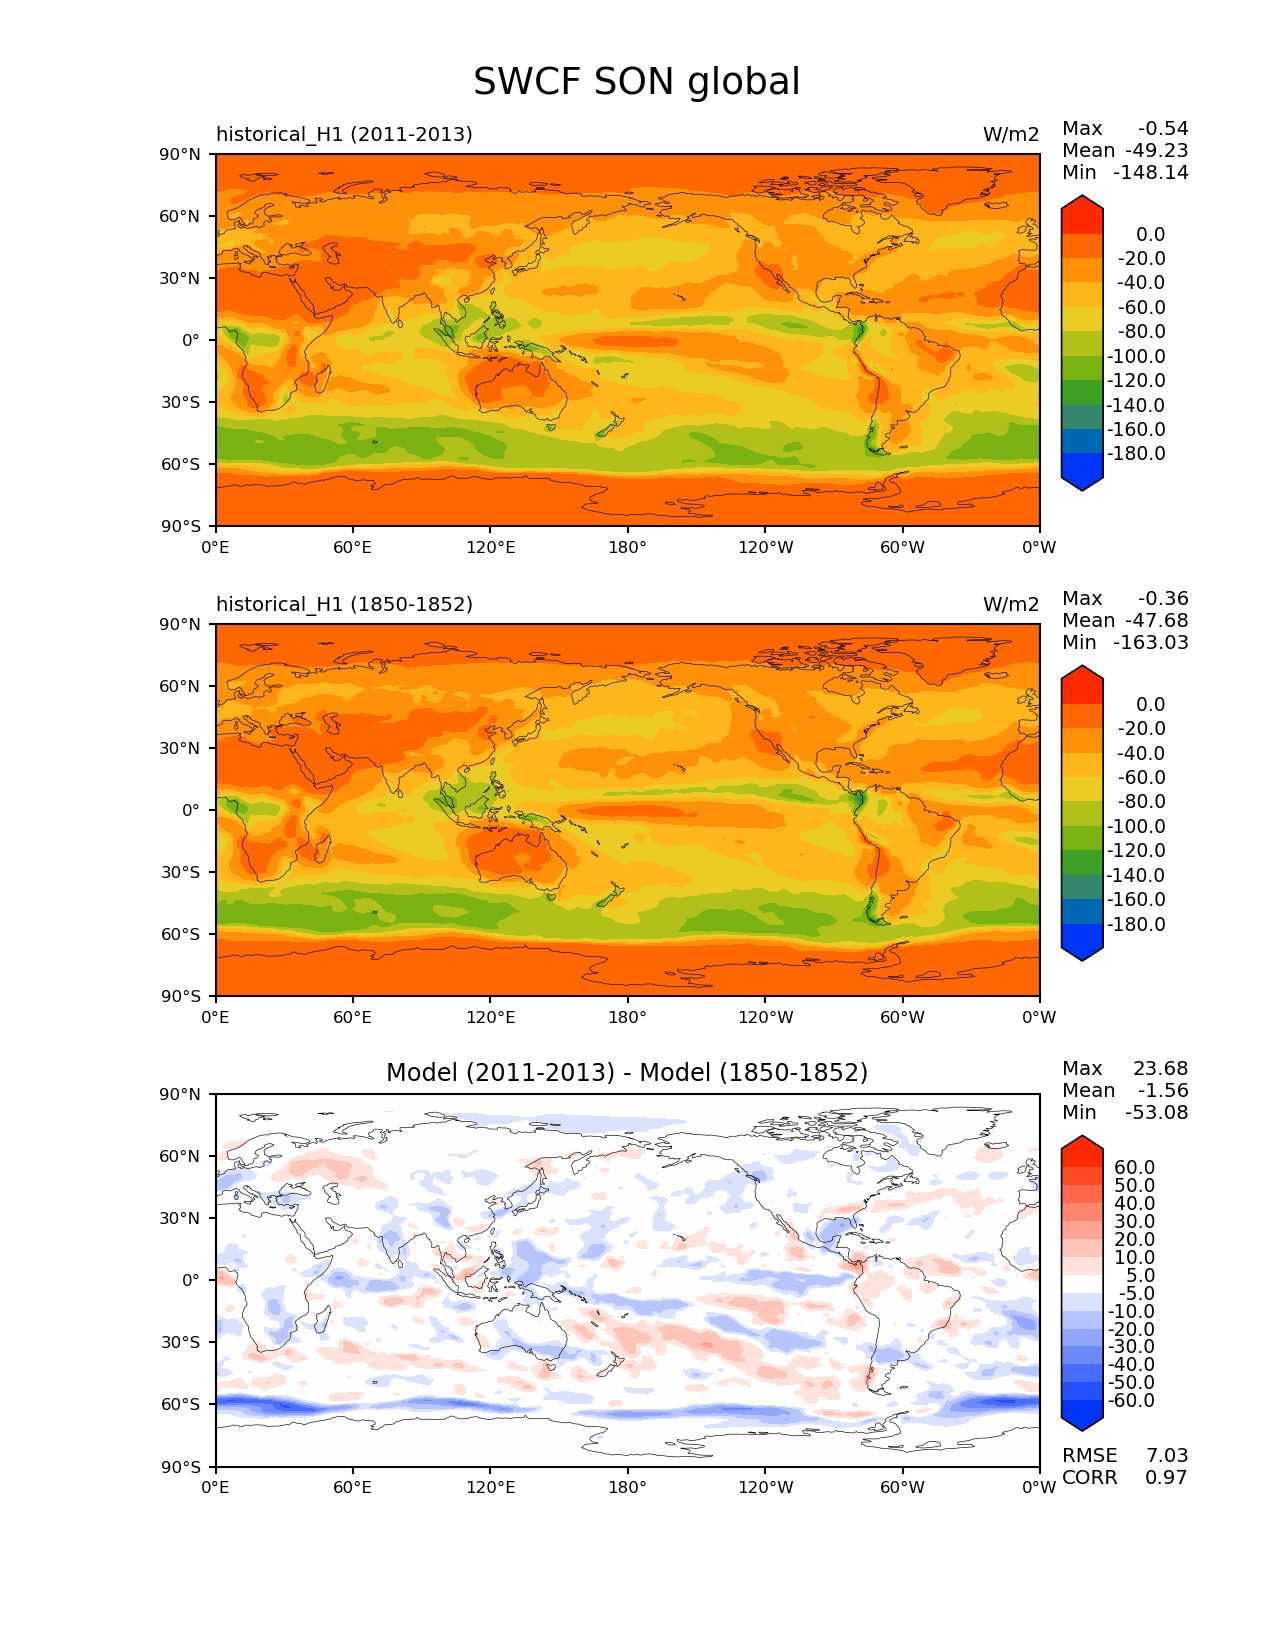 SWCF SON global
historical_H1 (2011-2013)
W/m2
Max -0.54
Mean -49.23
Min -148.14
90°N
60°N
30°N
0°
30°S
60°S
90°S
0°E 60°E 120°E 180° 120°W 60°W 0°W
0.0
-20.0
-40.0
-60.0
-80.0
-100.0
-120.0
-140.0
-160.0
-180.0
historical_H1 (1850-1852)
W/m2
Max -0.36
Mean -47.68
Min -163.03
90°N
60°N
30°N
0°
30°S
60°S
90°S
0°E 60°E 120°E 180° 120°W 60°W 0°W
0.0
-20.0
-40.0
-60.0
-80.0
-100.0
-120.0
-140.0
-160.0
-180.0
Model (2011-2013) - Model (1850-1852)
Max 23.68
Mean -1.56
Min -53.08
90°N
60°N
30°N
0°
30°S
60°S
90°S
0°E 60°E 120°E 180° 120°W 60°W 0°W
60.0
50.0
40.0
30.0
20.0
10.0
5.0
-5.0
-10.0
-20.0
-30.0
-40.0
-50.0
-60.0
RMSE 7.03
CORR 0.97